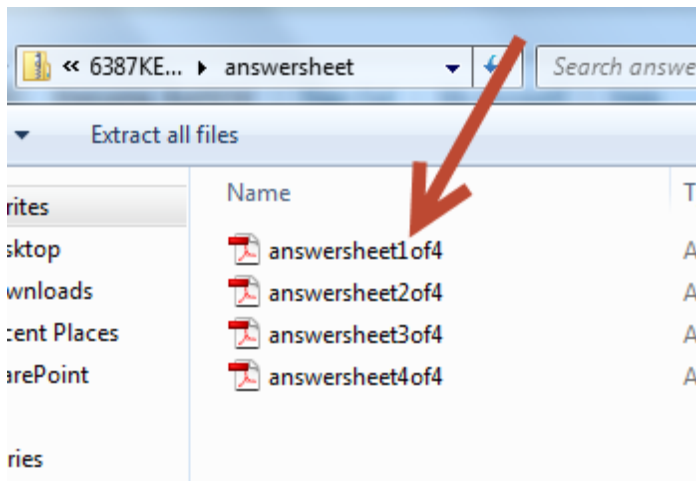 « 6387KE... ▸ answersheet
Search answe
Extract all files
Name
T
rites
sktop
answersheet1of4
A
wnloads
answersheet2of4
A
cent Places
answersheet3of4
A
arePoint
answersheet4of4
A
ries